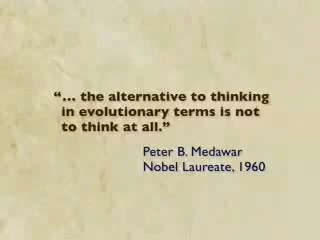 “... the alternative to thinking
in evolutionary terms is not
to think at all.”
Peter B. Medawar
Nobel Laureate, 1960